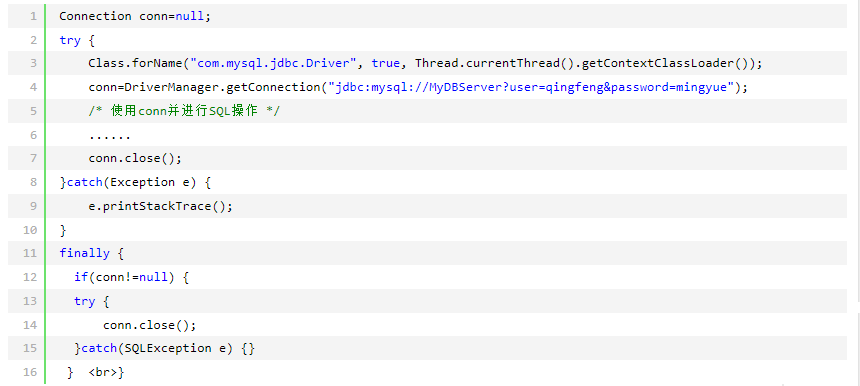 1 Connection conn=null;
2 try {
3 Class.forName("com.mysql.jdbc.Driver", true, Thread.currentThread().getContextClassLoader());
4 conn=DriverManager.getConnection("jdbc:mysql://MyDBServer?user=qingfeng&password=mingyue");
5 /* 使用conn并进行SQL操作 */
6 ......
7 conn.close();
8 }catch(Exception e) {
9 e.printStackTrace();
10 }
11 finally {
12 if(conn!=null) {
13 try {
14 conn.close();
15 }catch(SQLException e) {}
16 } <br>}